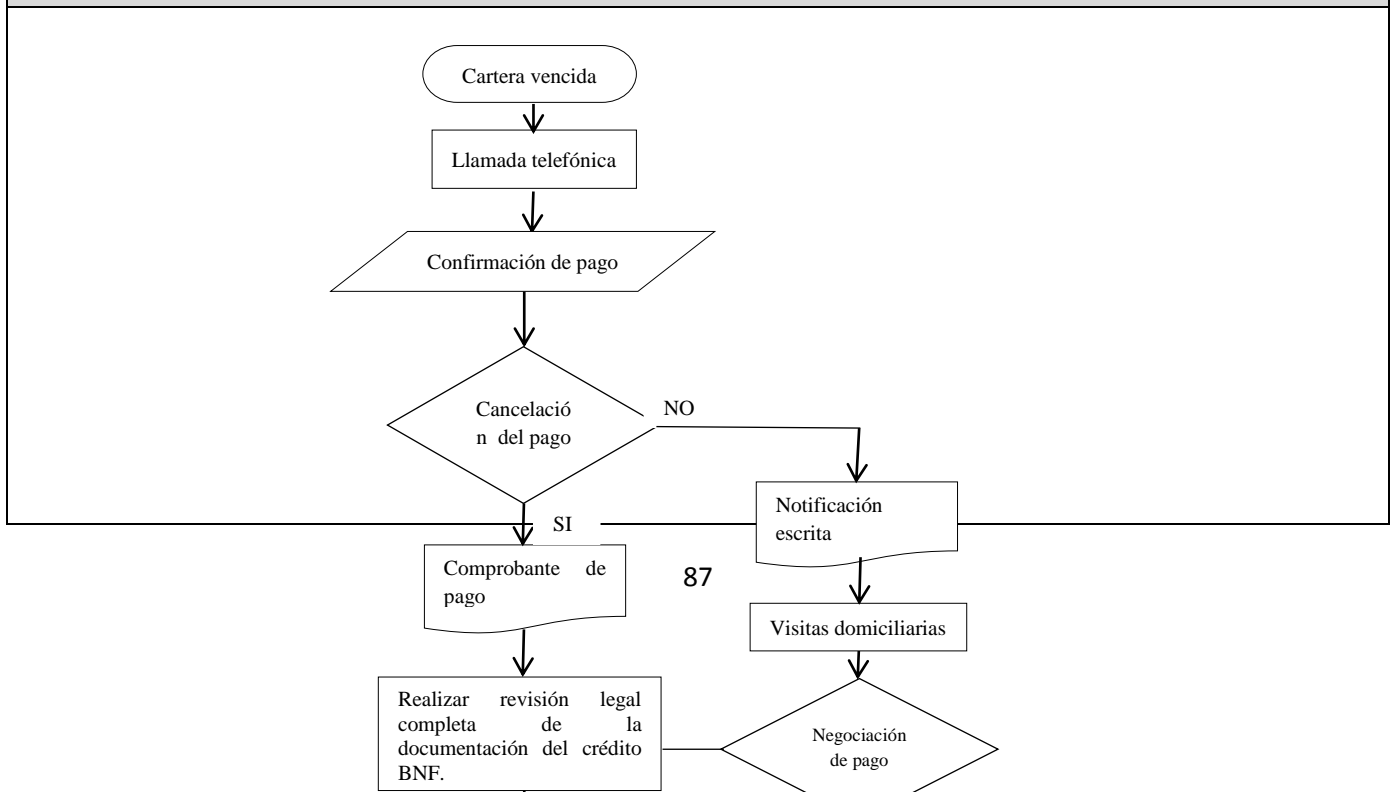 Cartera vencida
Llamada telefónica
Confirmación de pago
Cancelació
n del pago
NO
Notificación
escrita
SI
Comprobante de
pago
87
Visitas domiciliarias
Realizar revisión legal
completa de la
documentación del crédito
BNF.
Negociación
de pago